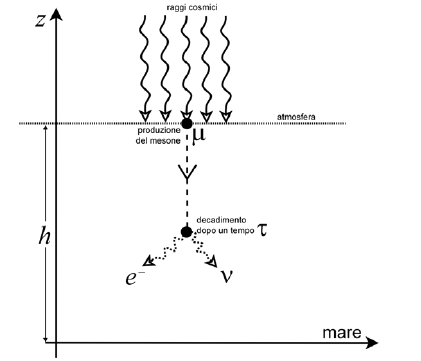 raggi cosmici
z
atmosfera
produzione
del mesone
μ
h
decadimento
dopo un tempo τ
e⁻
ν
mare